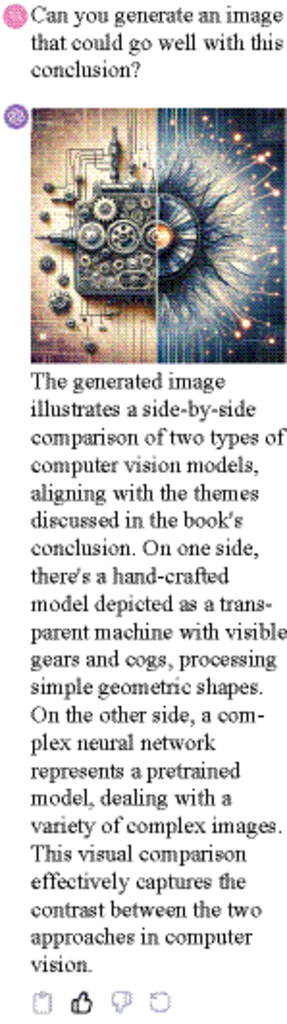 Can you generate an image
that could go well with this
conclusion?
The generated image
illustrates a side-by-side
comparison of two types of
computer vision models,
aligning with the themes
discussed in the book's
conclusion. On one side,
there's a hand-crafted
model depicted as a trans-
parent machine with visible
gears and cogs, processing
simple geometric shapes.
On the other side, a com-
plex neural network
represents a pretrained
model, dealing with a
variety of complex images.
This visual comparison
effectively captures the
contrast between the two
approaches in computer
vision.